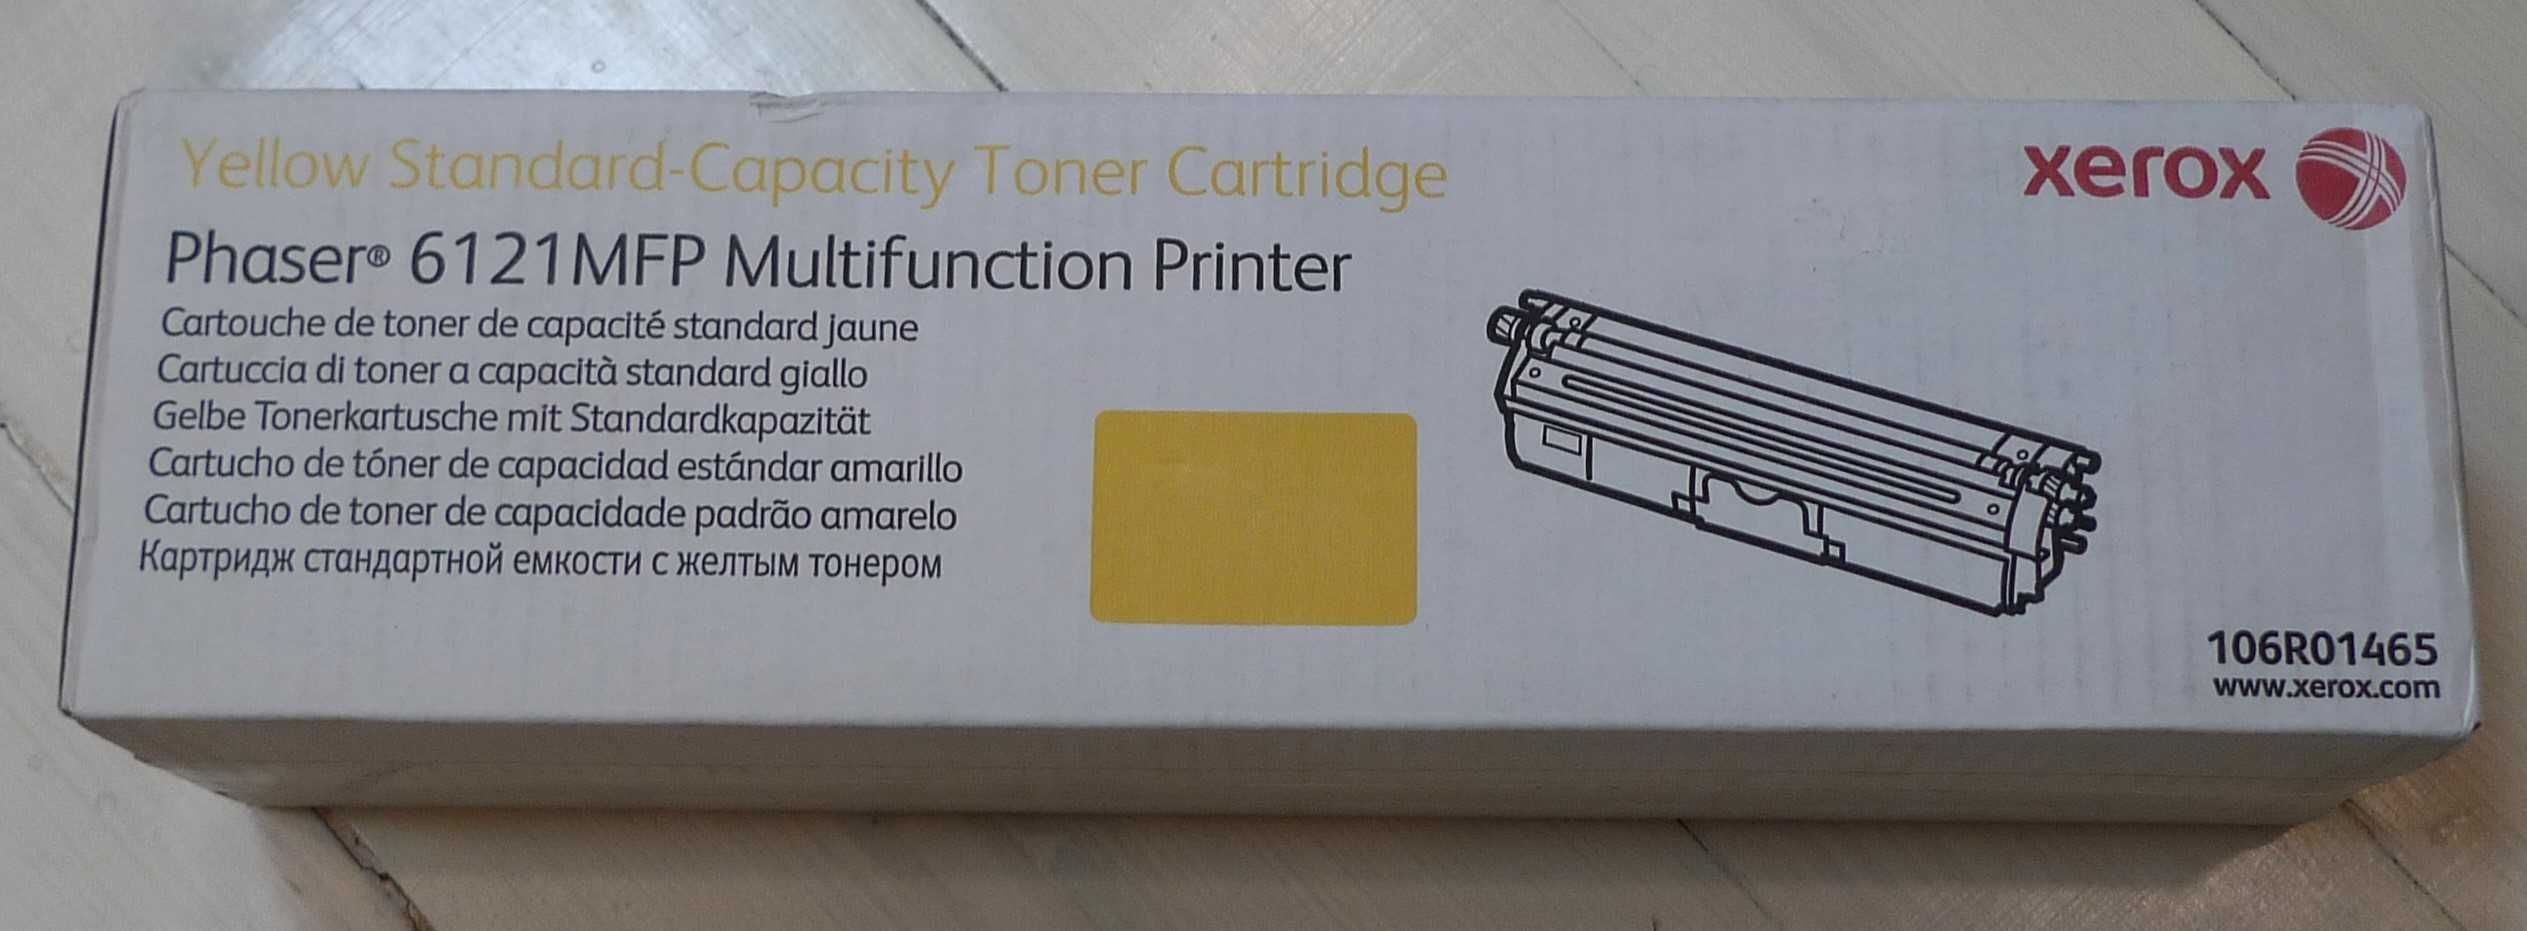 Yellow Standard-Capacity Toner Cartridge
xerox
Phaser® 6121MFP Multifunction Printer
Cartouche de toner de capacité standard jaune
Cartuccia di toner a capacità standard giallo
Gelbe Tonerkartusche mit Standardkapazität
Cartucho de tóner de capacidad estándar amarillo
Cartucho de toner de capacidade padrão amarelo
Картридж стандартной емкости с желтым тонером
106R01465
www.xerox.com